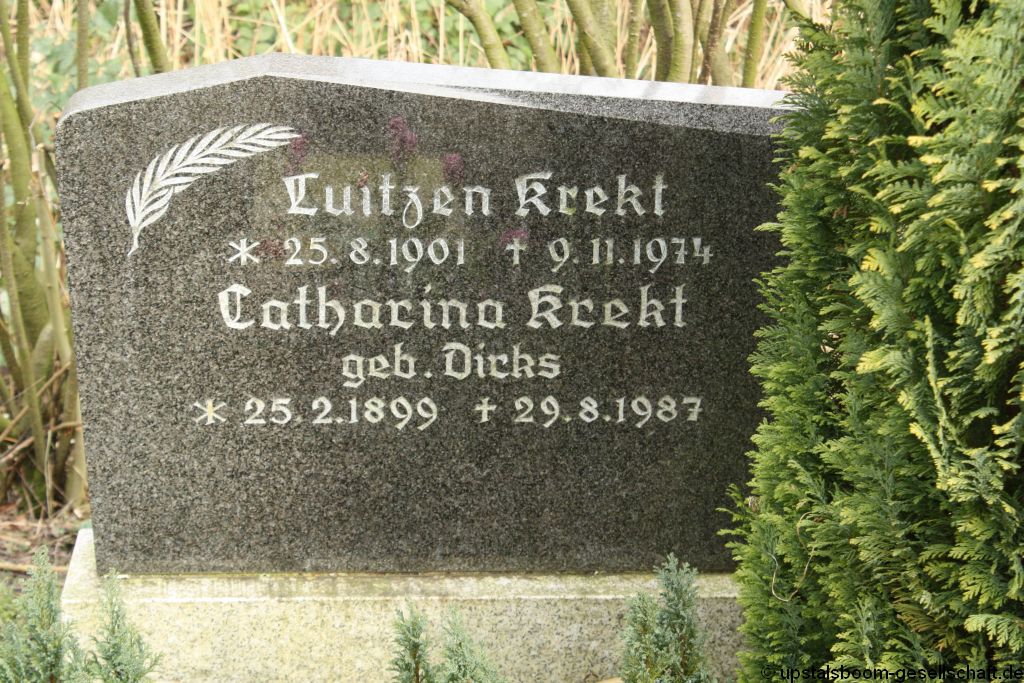 Luitzen Krekt
* 25.8.1901 † 9.11.1974
Catharina Krekt
geb. Dirks
* 25.2.1899 † 29.8.1987
© upstalsboom-gesellschaft.de